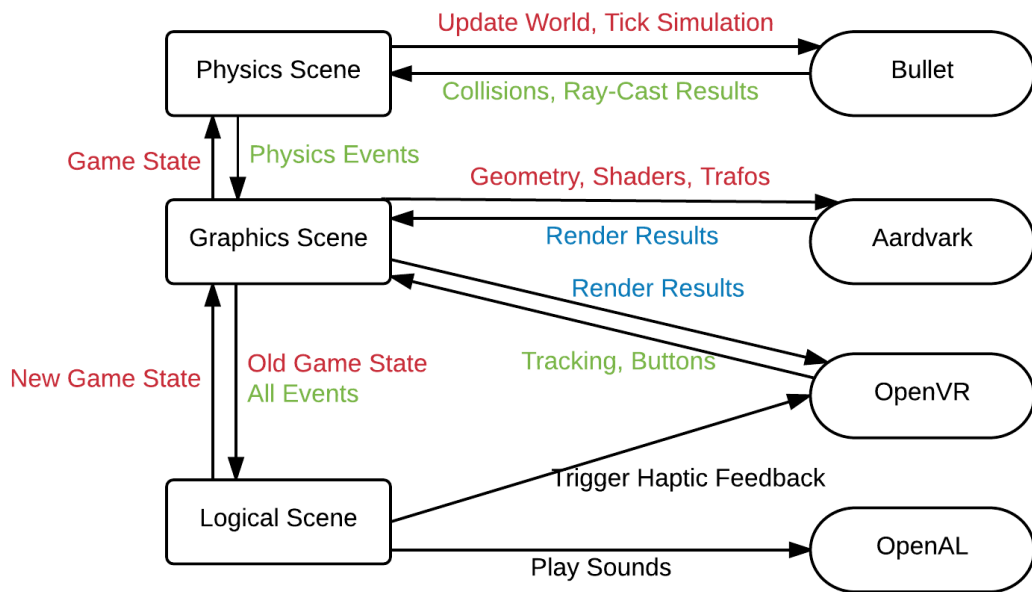 Update World, Tick Simulation
Physics Scene
Bullet
Collisions, Ray-Cast Results
Game State
Physics Events
Geometry, Shaders, Trafos
Graphics Scene
Aardvark
Render Results
Render Results
Tracking, Buttons
New Game State
Old Game State
All Events
OpenVR
Trigger Haptic Feedback
Logical Scene
OpenAL
Play Sounds